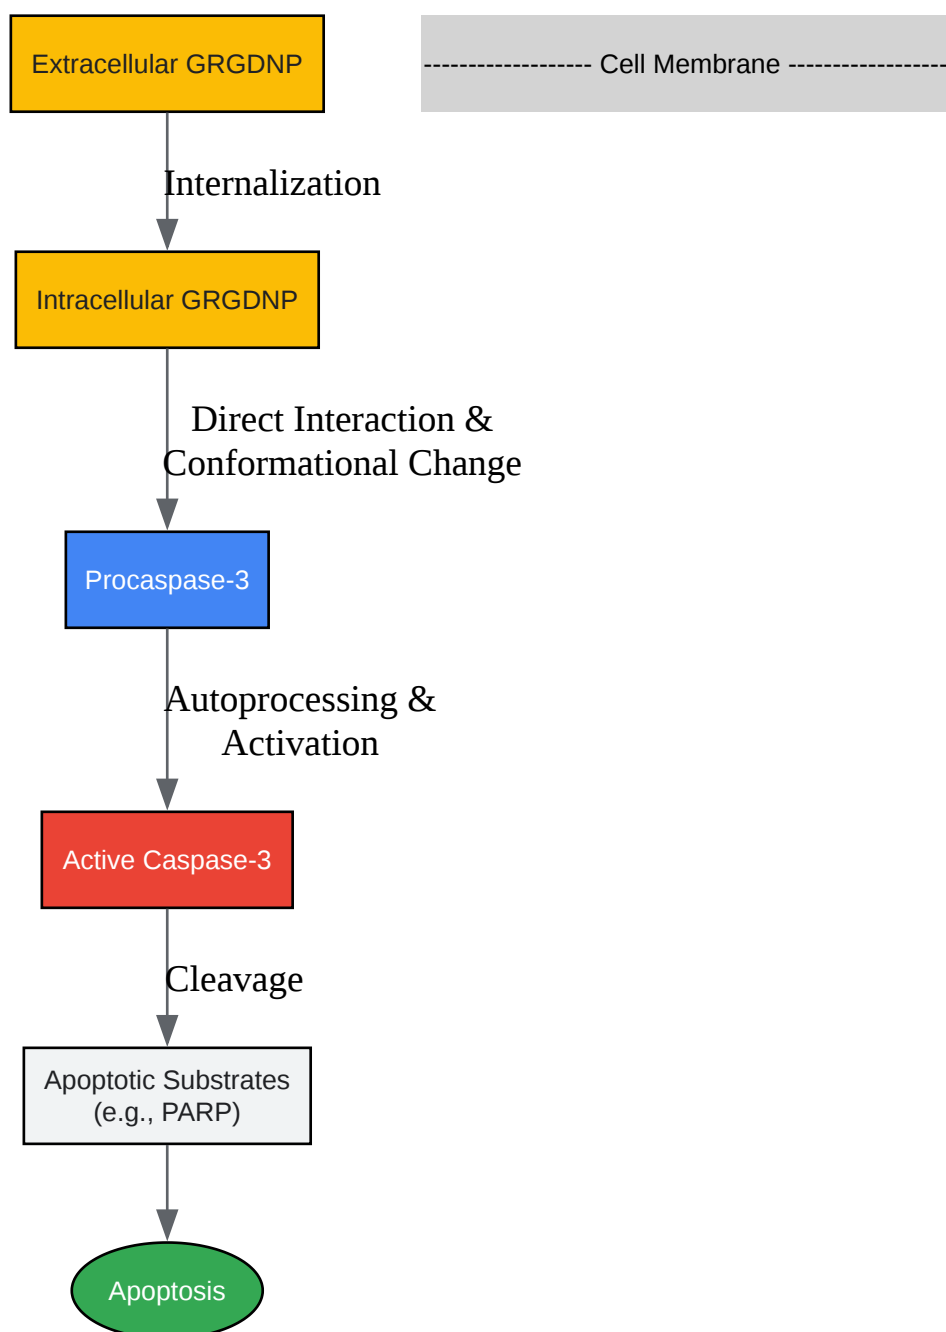 Extracellular GRGDNP
------------------- Cell Membrane ------------------
Internalization
Intracellular GRGDNP
Direct Interaction &
Conformational Change
Procaspase-3
Autoprocessing &
Activation
Active Caspase-3
Cleavage
Apoptotic Substrates
(e.g., PARP)
Apoptosis